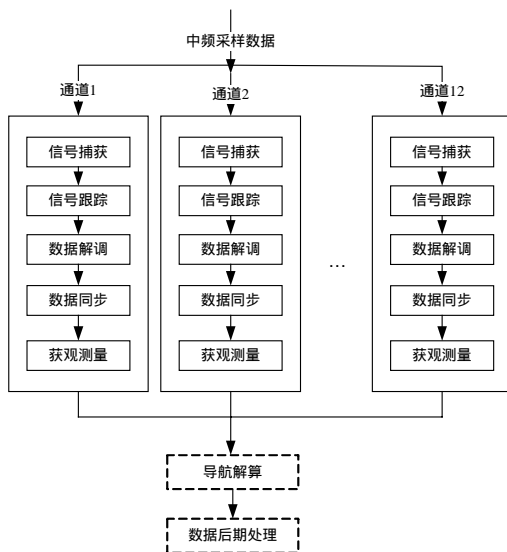 中频采样数据
通道1
通道2
通道12
信号捕获
信号跟踪
数据解调
数据同步
获观测量
信号捕获
信号跟踪
数据解调
数据同步
获观测量
…
信号捕获
信号跟踪
数据解调
数据同步
获观测量
导航解算
数据后期处理